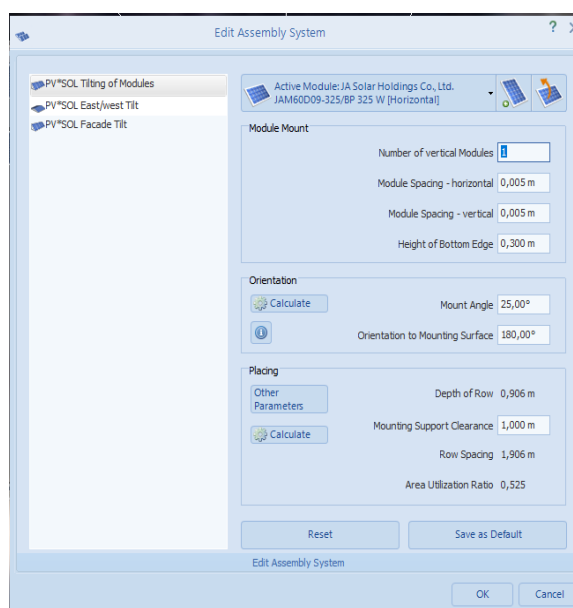 Edit Assembly System
?
PV*SOL Tilting of Modules
PV*SOL East/west Tilt
PV*SOL Facade Tilt
Active Module: JA Solar Holdings Co., Ltd.
JAM60D09-325/BP 325 W [Horizontal]
Module Mount
Number of vertical Modules 1
Module Spacing - horizontal 0,005 m
Module Spacing - vertical 0,005 m
Height of Bottom Edge 0,300 m
Orientation
Calculate
Mount Angle 25,00°
Orientation to Mounting Surface 180,00°
Placing
Other
Parameters
Depth of Row 0,906 m
Calculate
Mounting Support Clearance 1,000 m
Row Spacing 1,906 m
Area Utilization Ratio 0,525
Reset
Save as Default
Edit Assembly System
OK
Cancel